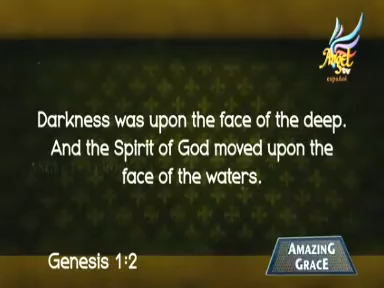 Angel
tv
español
Darkness was upon the face of the deep.
And the Spirit of God moved upon the
face of the waters.
Genesis 1:2
AMAZING
GRACE